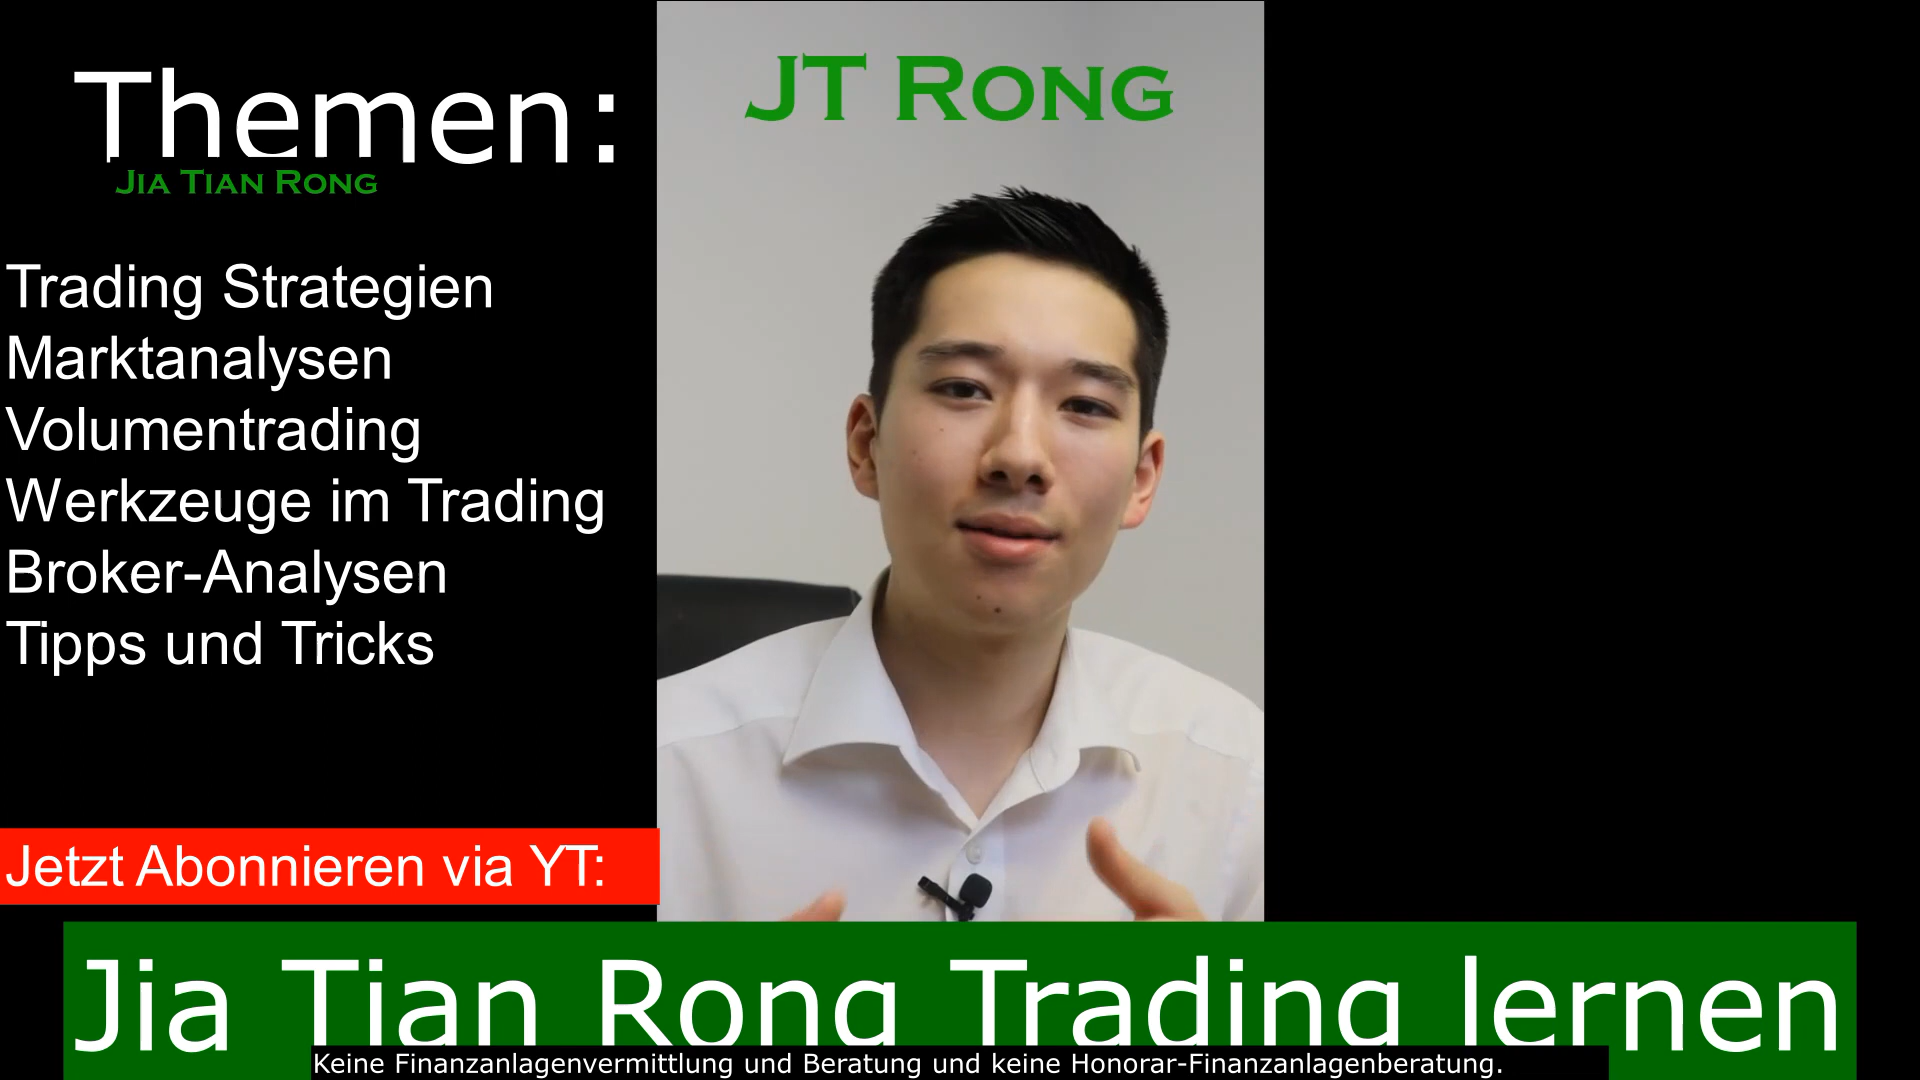 Themen:
Jia Tian Rong
Trading Strategien
Marktanalysen
Volumentrading
Werkzeuge im Trading
Broker-Analysen
Tipps und Tricks
Jetzt Abonnieren via YT:
JT Rong
Jia Tian Rong Trading lernen
Keine Finanzanlagenvermittlung und Beratung und keine Honorar-Finanzanlagenberatung.